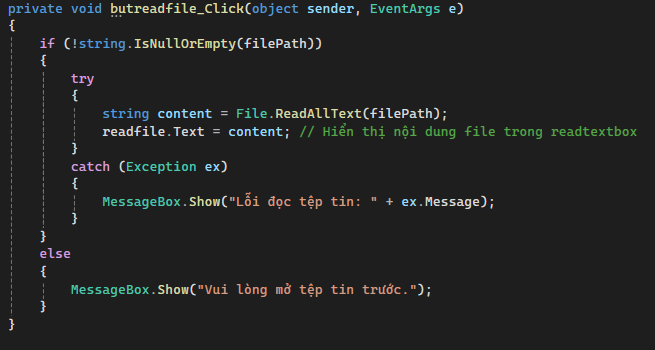 private void butreadfile_Click(object sender, EventArgs e)
{
if (!string.IsNullOrEmpty(filePath))
{
try
{
string content = File.ReadAllText(filePath);
readfile.Text = content; // Hiển thị nội dung file trong readtextbox
}
catch (Exception ex)
{
MessageBox.Show("Lỗi đọc tệp tin: " + ex.Message);
}
}
else
{
MessageBox.Show("Vui lòng mở tệp tin trước.");
}
}